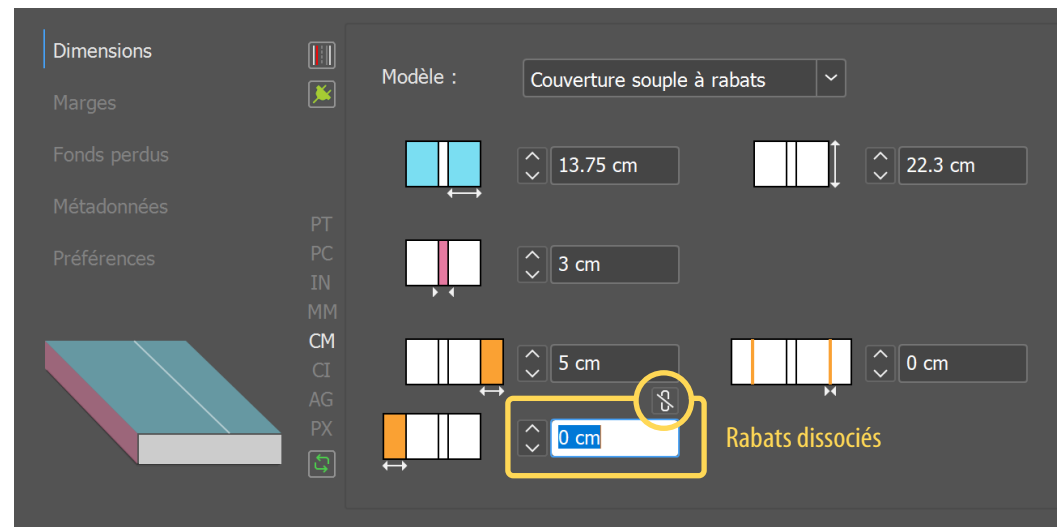 Dimensions
Marges
Fonds perdus
Métadonnées
Préférences
PT
PC
IN
MM
CM
CI
AG
PX
Modèle :
Couverture souple à rabats
13.75 cm
22.3 cm
3 cm
5 cm
0 cm
0 cm
Rabats dissociés